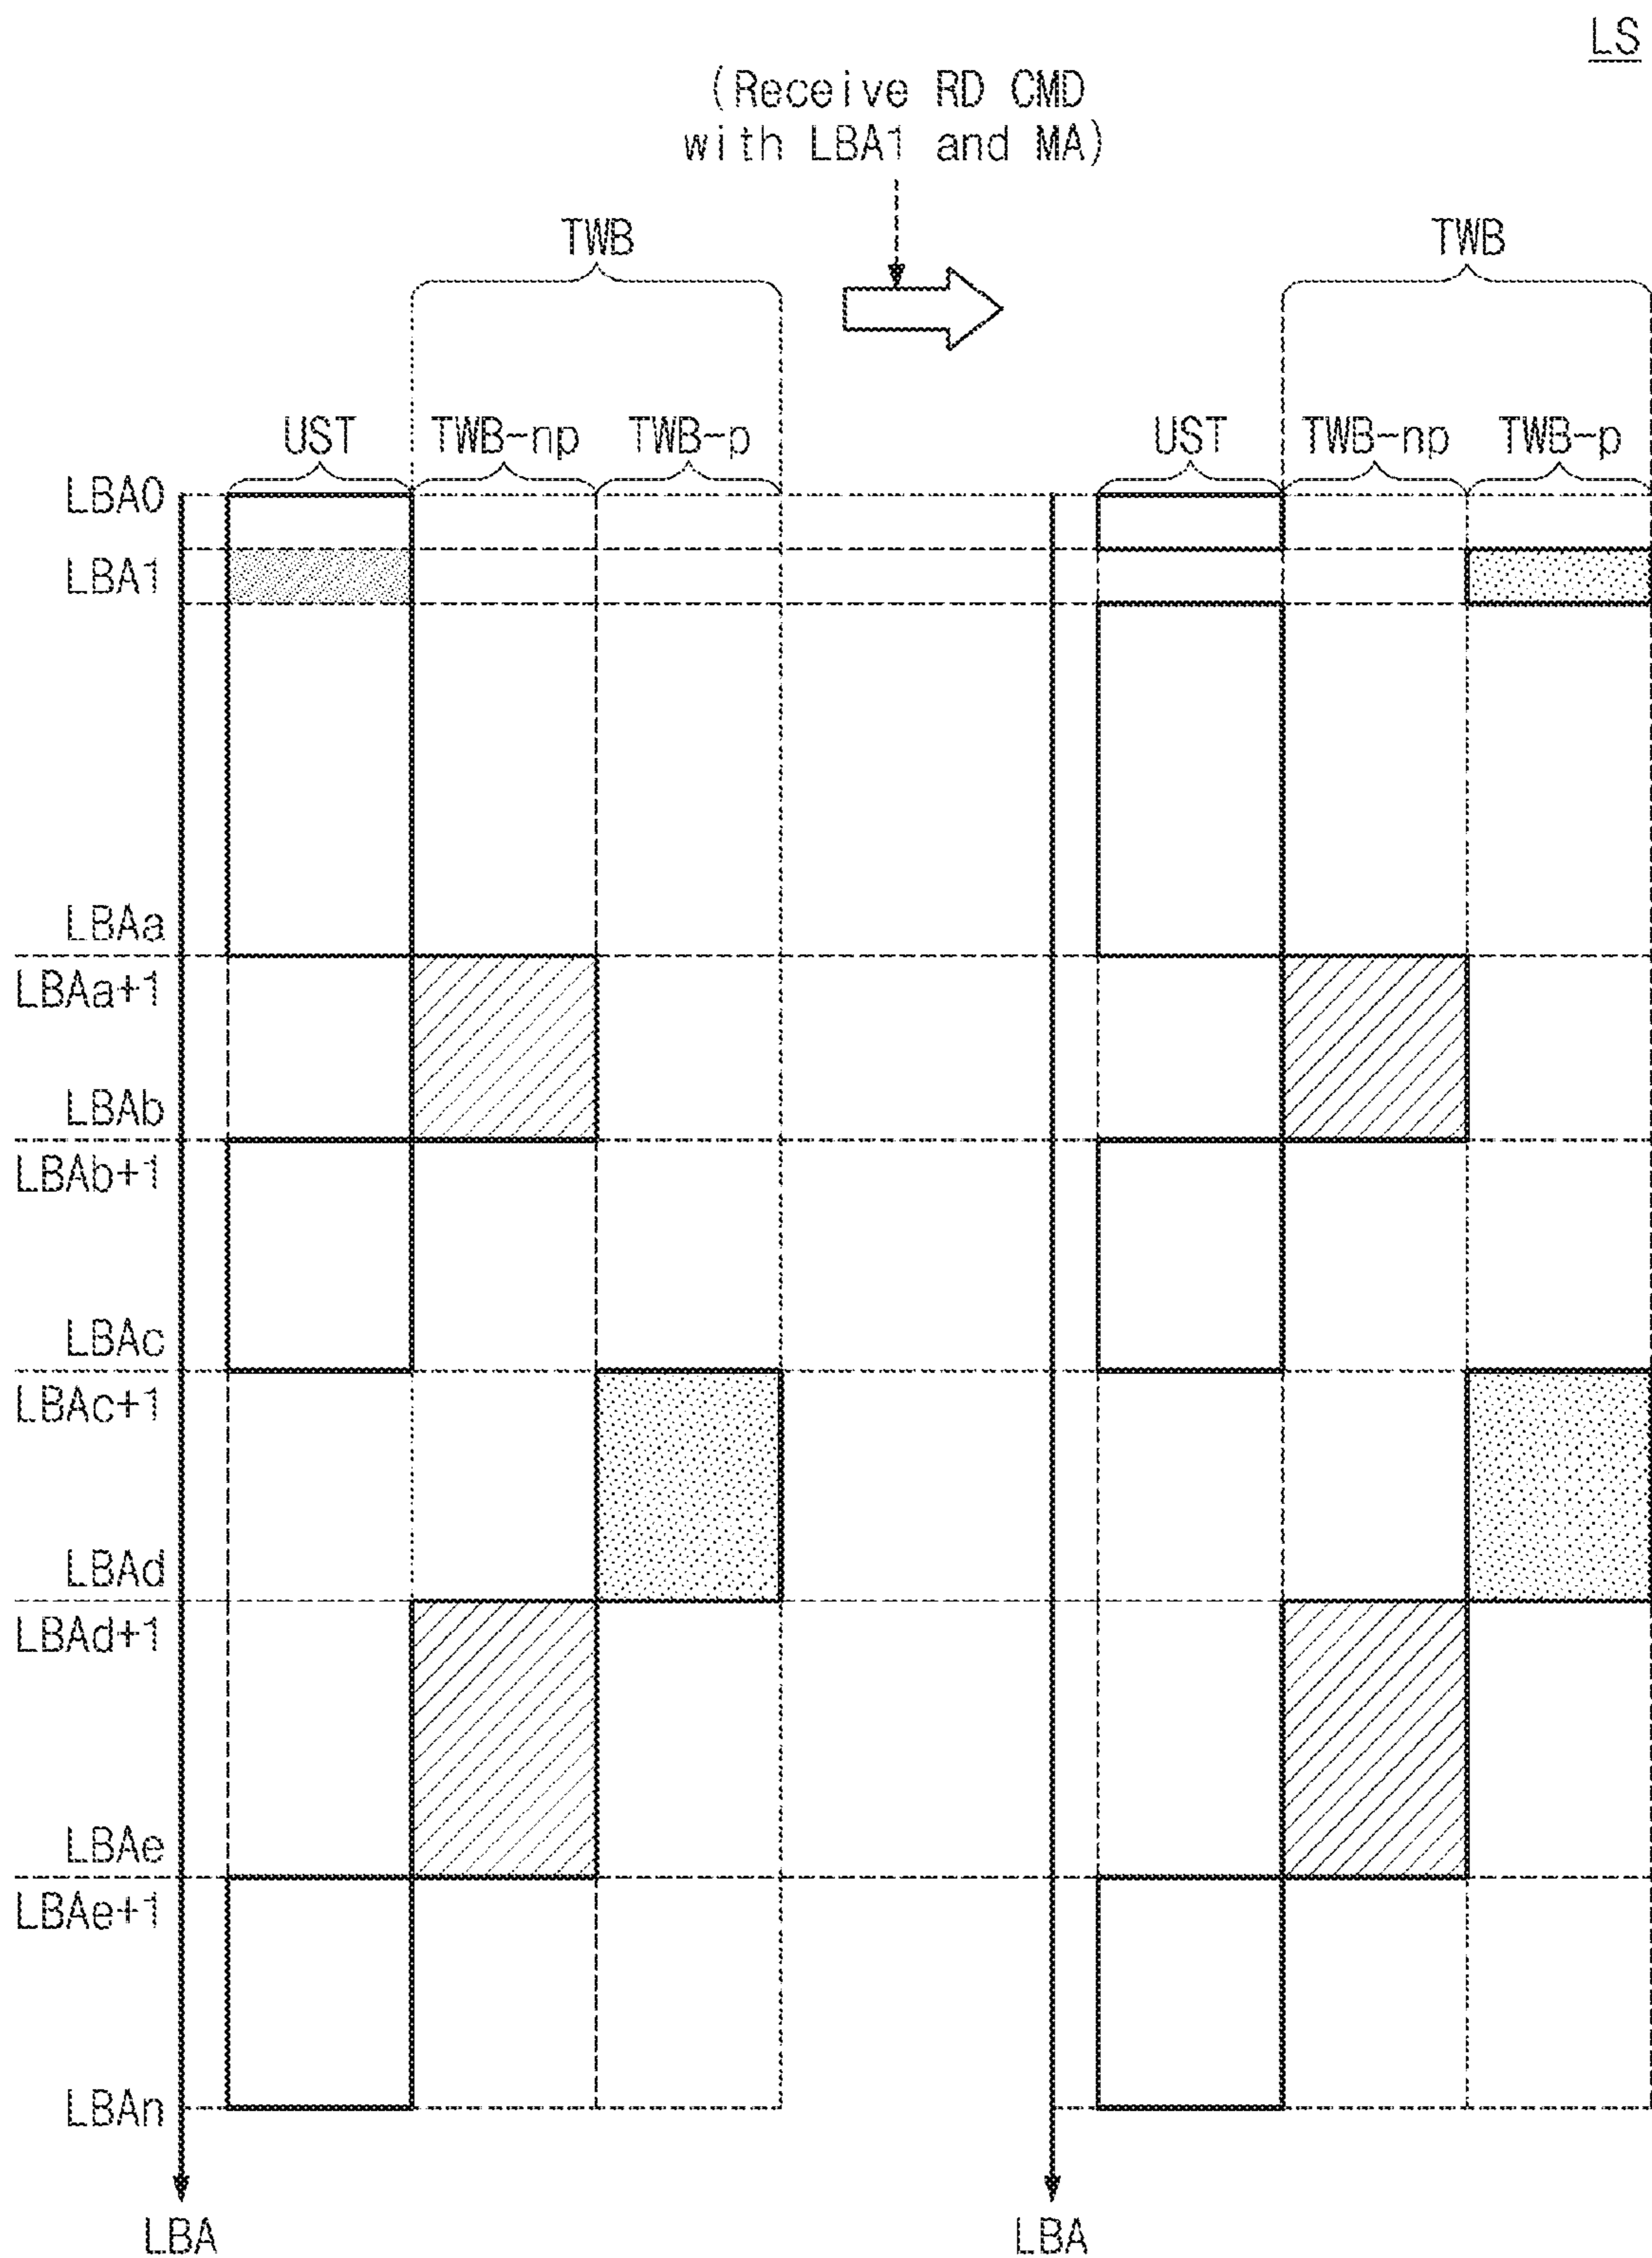 LS
(Receive RD CMD
with LBA1 and MA)
TWB
TWB
UST
TWB-np
TWB-p
UST
TWB-np
TWB-p
LBA0
LBA1
LBAa
LBAa+1
LBAb
LBAb+1
LBAc
LBAc+1
LBAd
LBAd+1
LBAe
LBAe+1
LBAn
LBA
LBA